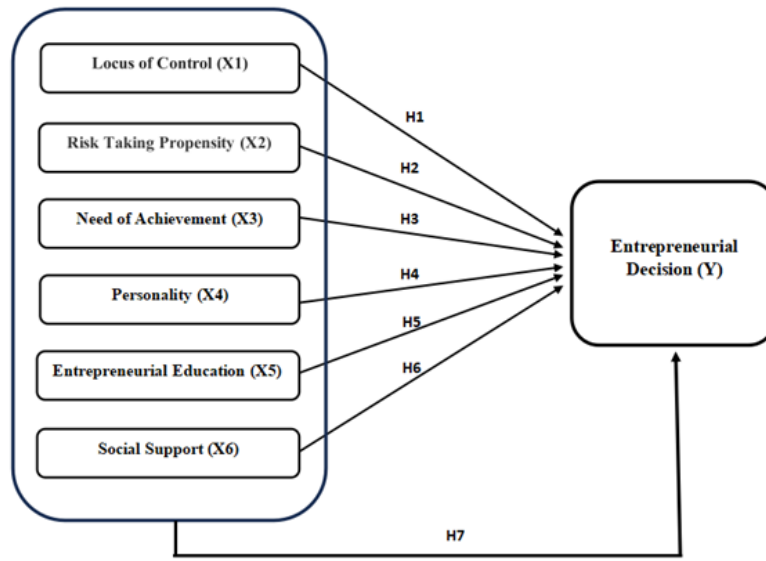 Locus of Control (X1)
H1
Risk Taking Propensity (X2)
H2
Need of Achievement (X3)
H3
Entrepreneurial
Decision (Y)
Personality (X4)
H4
H5
Entrepreneurial Education (X5)
H6
Social Support (X6)
H7